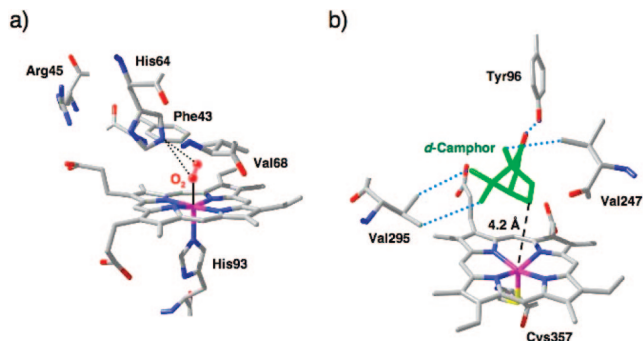 a)
His64
Arg45
Phe43
O2
Val68
His93
b)
Tyr96
d-Camphor
Val247
4.2 Å
Val295
Cys357